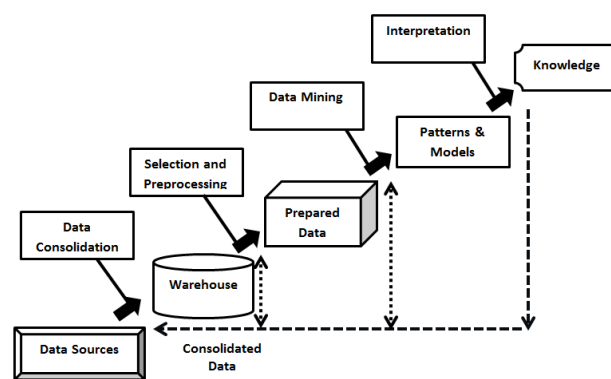 Interpretation
Knowledge
Data Mining
Patterns &
Models
Selection and
Preprocessing
Prepared
Data
Data
Consolidation
Warehouse
Data Sources
Consolidated
Data